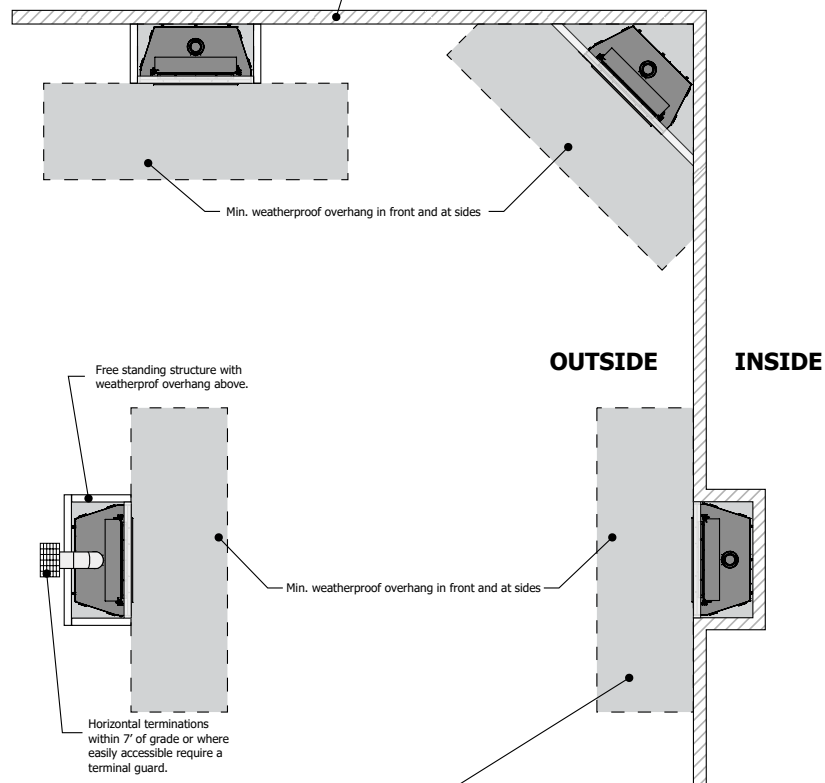 Min. weatherproof overhang in front and at sides
OUTSIDE
INSIDE
Free standing structure with
weatherprof overhang above.
Min. weatherproof overhang in front and at sides
Horizontal terminations
within 7' of grade or where
easily accessible require a
terminal guard.